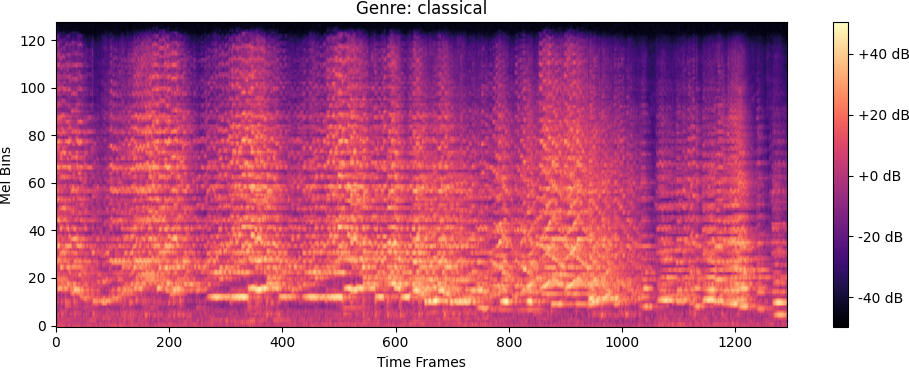 Genre: classical
120
100
80
60
40
20
0
Mel Bins
0 200 400 600 800 1000 1200
Time Frames
+40 dB
+20 dB
+0 dB
-20 dB
-40 dB